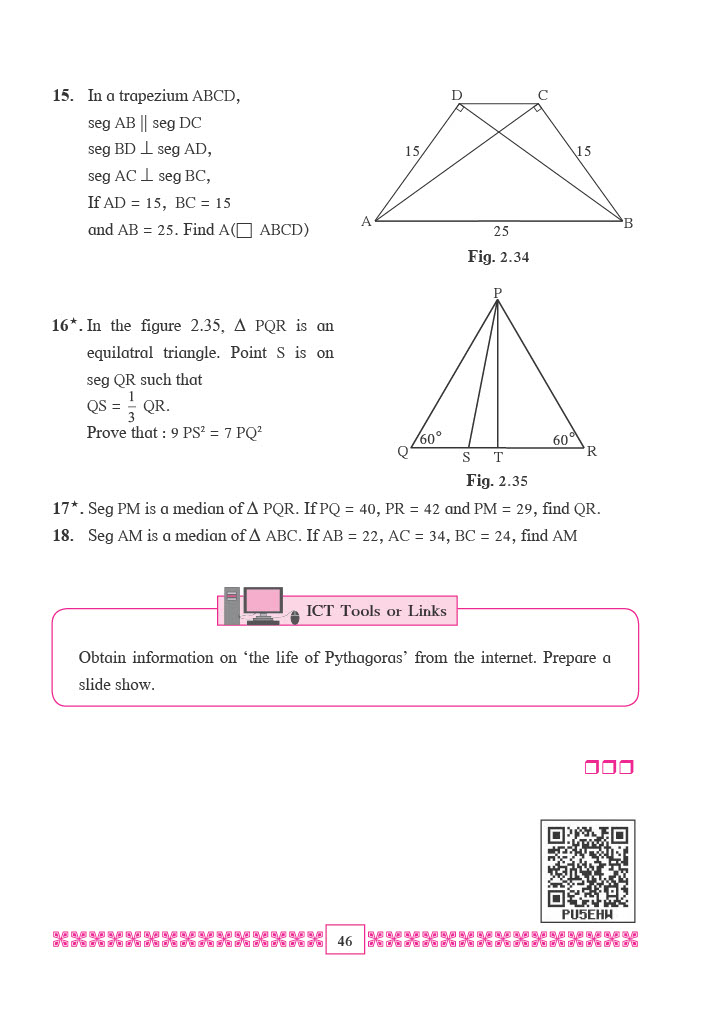 15. In a trapezium ABCD,
seg AB || seg DC
seg BD ⊥ seg AD,
seg AC ⊥ seg BC,
If AD = 15, BC = 15
and AB = 25. Find A(□ ABCD)
D C
15 15
A B
25
Fig. 2.34
16★. In the figure 2.35, Δ PQR is an
equilatral triangle. Point S is on
seg QR such that
QS = 1/3 QR.
Prove that : 9 PS² = 7 PQ²
P
60° 60°
Q S T R
Fig. 2.35
17★. Seg PM is a median of Δ PQR. If PQ = 40, PR = 42 and PM = 29, find QR.
18. Seg AM is a median of Δ ABC. If AB = 22, AC = 34, BC = 24, find AM
ICT Tools or Links
Obtain information on ‘the life of Pythagoras’ from the internet. Prepare a
slide show.
PU5EHW
46